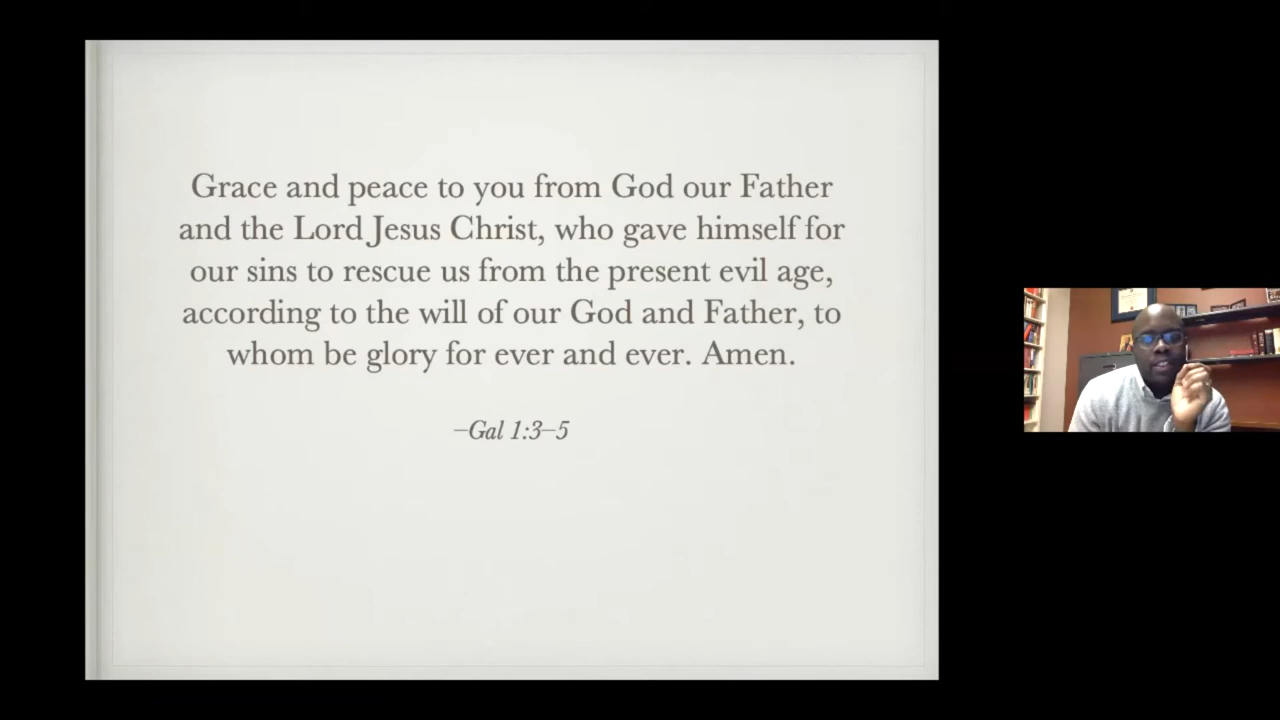 Grace and peace to you from God our Father
and the Lord Jesus Christ, who gave himself for
our sins to rescue us from the present evil age,
according to the will of our God and Father, to
whom be glory for ever and ever. Amen.
–Gal 1:3–5